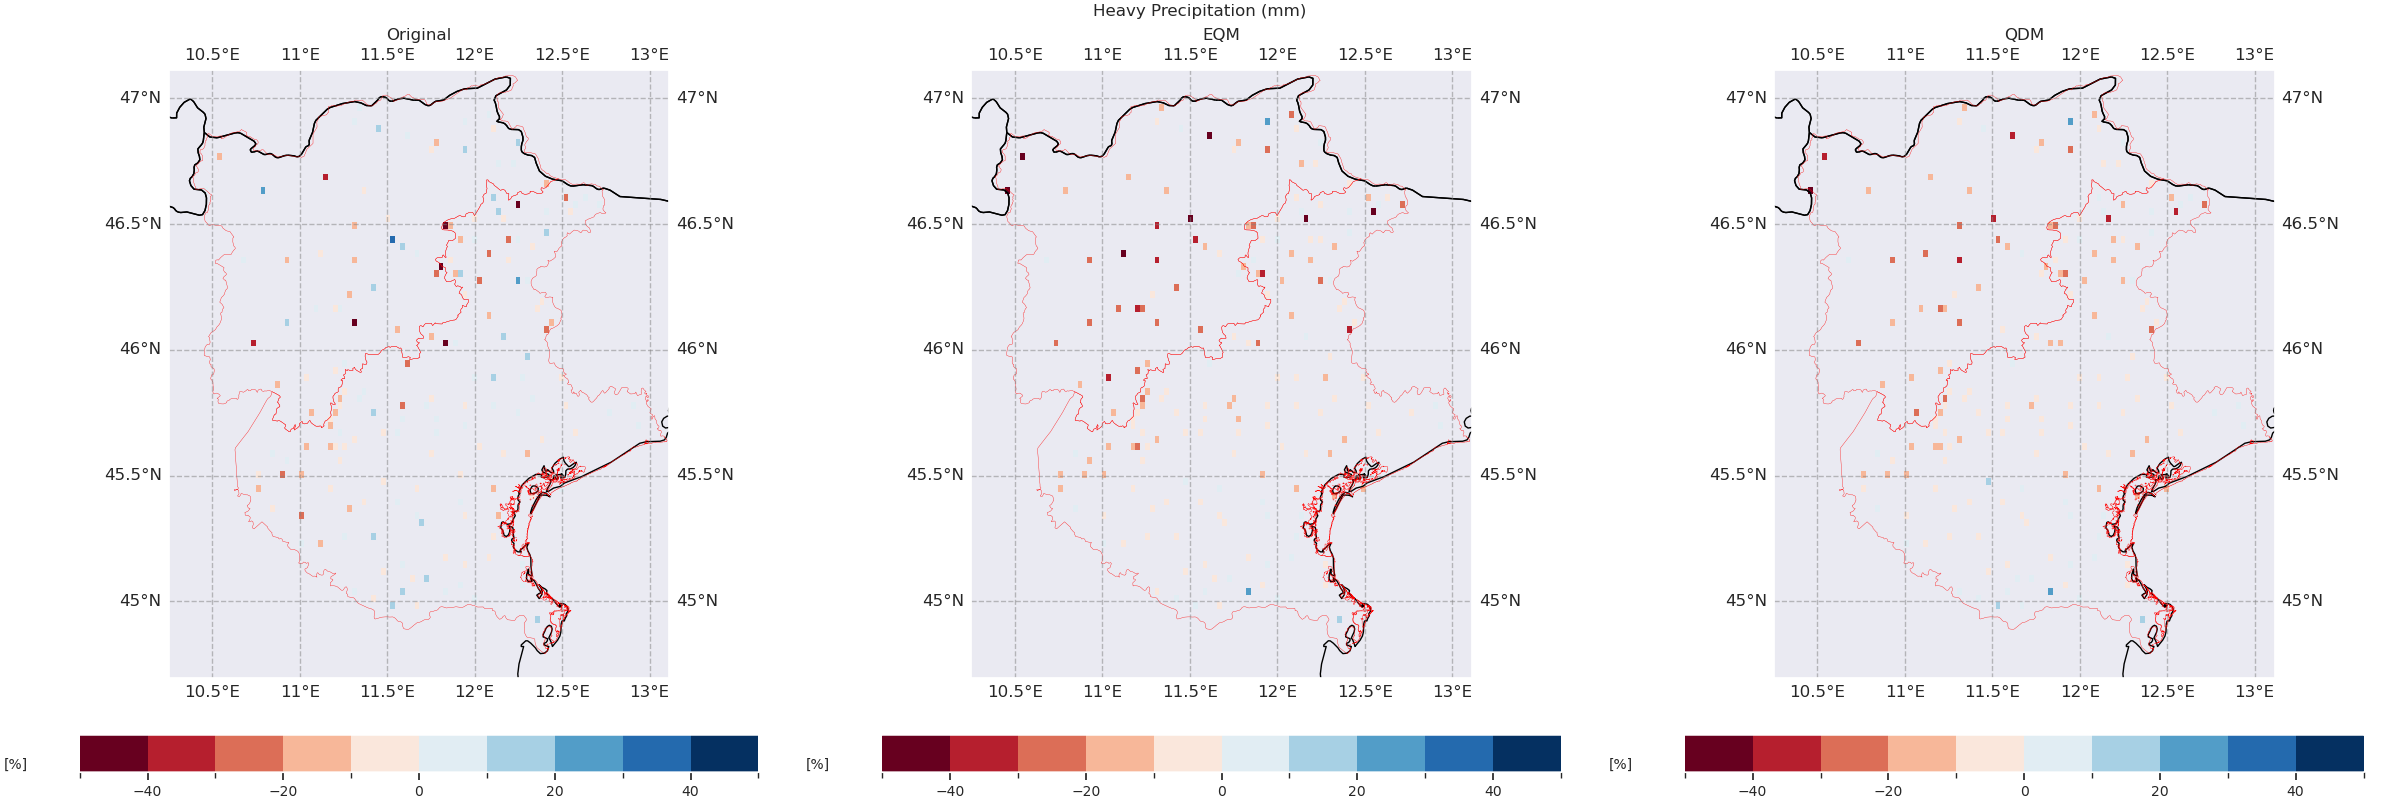 Heavy Precipitation (mm)
Original EQM QDM
10.5°E 11°E 11.5°E 12°E 12.5°E 13°E 10.5°E 11°E 11.5°E 12°E 12.5°E 13°E 10.5°E 11°E 11.5°E 12°E 12.5°E 13°E
47°N 47°N 47°N 47°N 47°N 47°N
46.5°N 46.5°N 46.5°N 46.5°N 46.5°N 46.5°N
46°N 46°N 46°N 46°N 46°N 46°N
45.5°N 45.5°N 45.5°N 45.5°N 45.5°N 45.5°N
45°N 45°N 45°N 45°N 45°N 45°N
10.5°E 11°E 11.5°E 12°E 12.5°E 13°E 10.5°E 11°E 11.5°E 12°E 12.5°E 13°E 10.5°E 11°E 11.5°E 12°E 12.5°E 13°E
[%] [%] [%]
−40 −20 0 20 40 −40 −20 0 20 40 −40 −20 0 20 40